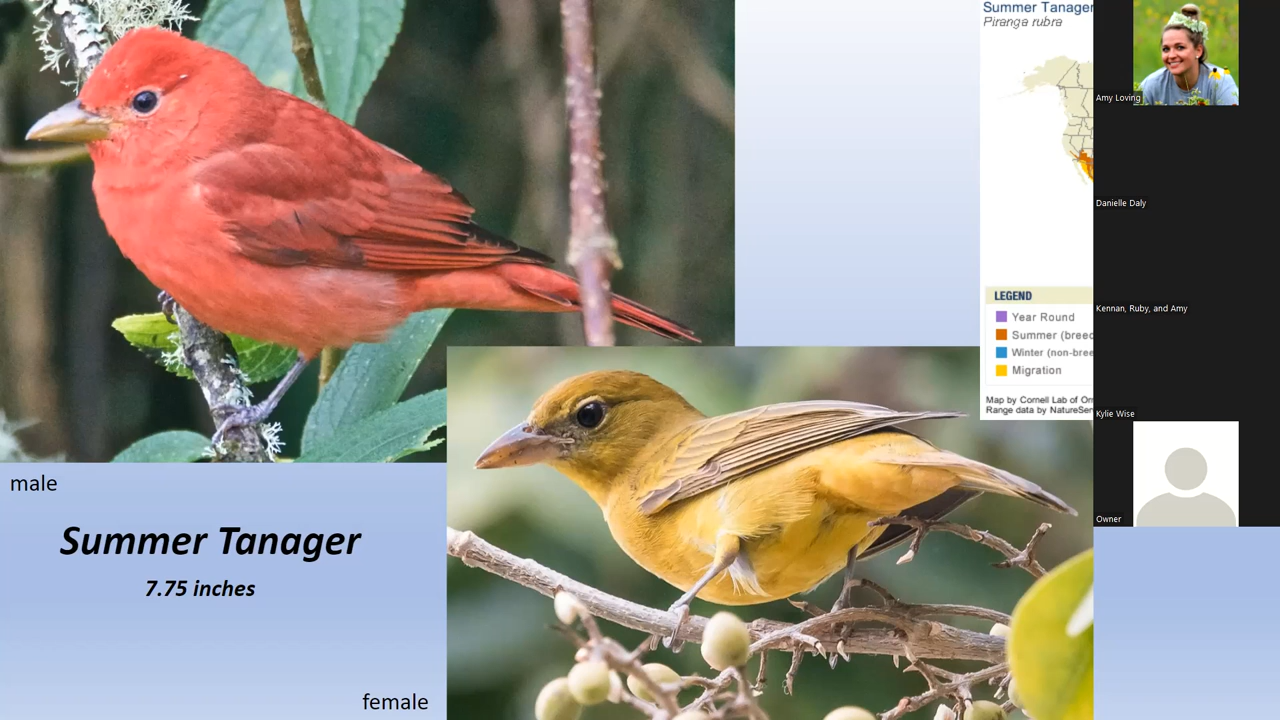 Summer Tanager
Piranga rubra
LEGEND
Year Round
Summer (breed
Winter (non-bree
Migration
Map by Cornell Lab of Orn
Range data by NatureSer
male
Summer Tanager
7.75 inches
female
Amy Loving
Danielle Daly
Kennan, Ruby, and Amy
Kylie Wise
Owner